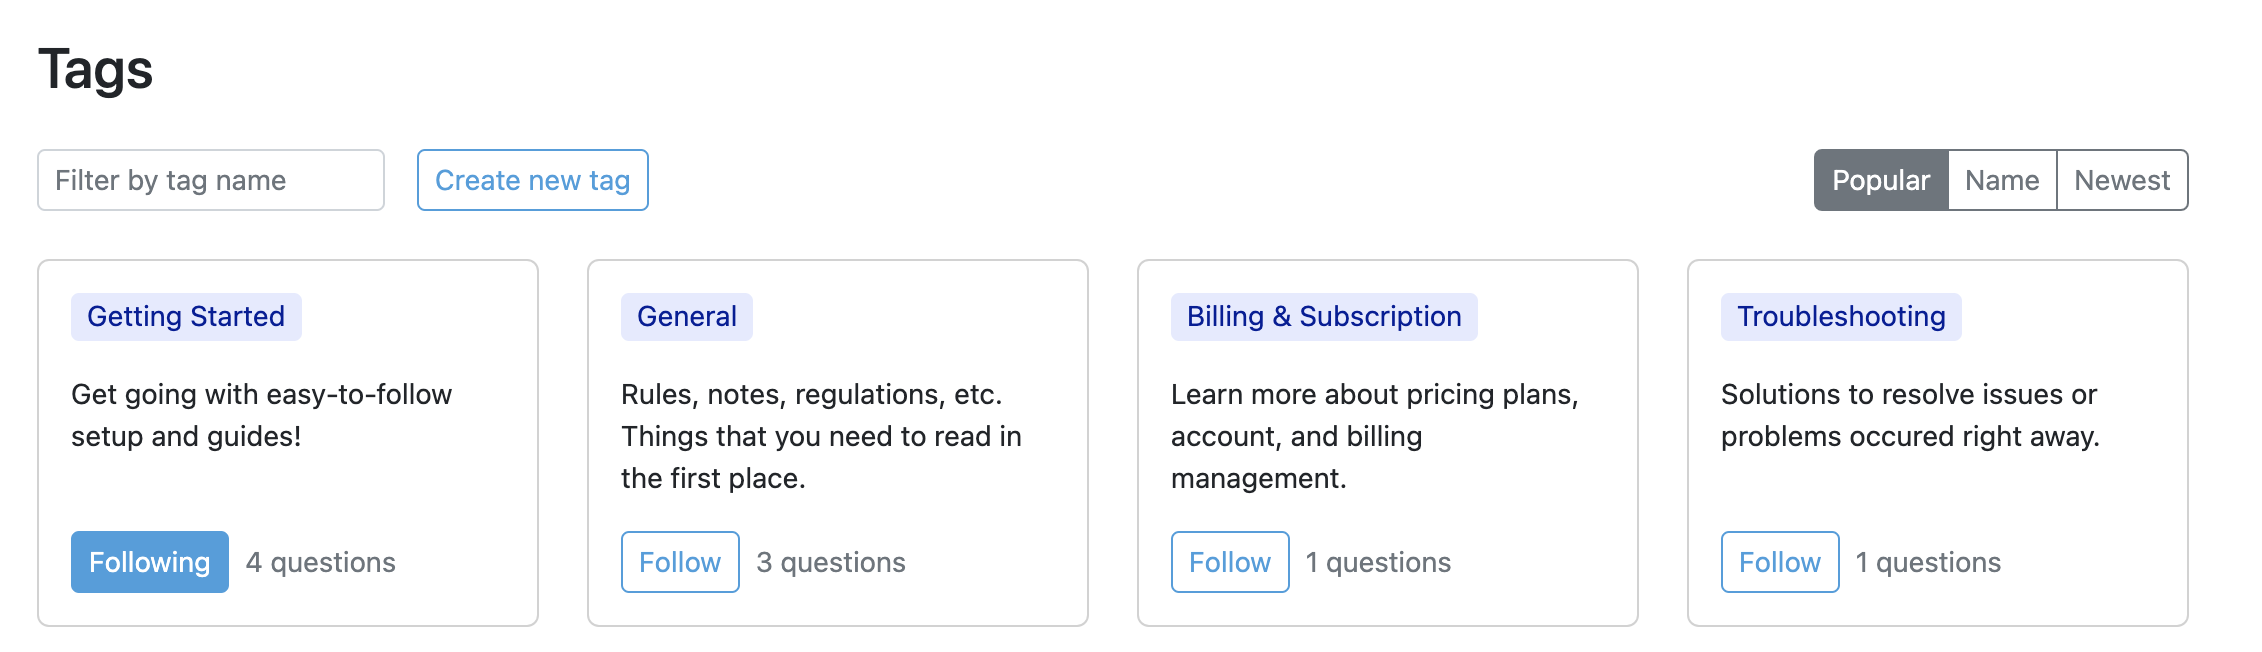 Tags
Filter by tag name
Create new tag
Popular
Name
Newest
Getting Started
Get going with easy-to-follow
setup and guides!
Following
4 questions
General
Rules, notes, regulations, etc.
Things that you need to read in
the first place.
Follow
3 questions
Billing & Subscription
Learn more about pricing plans,
account, and billing
management.
Follow
1 questions
Troubleshooting
Solutions to resolve issues or
problems occured right away.
Follow
1 questions